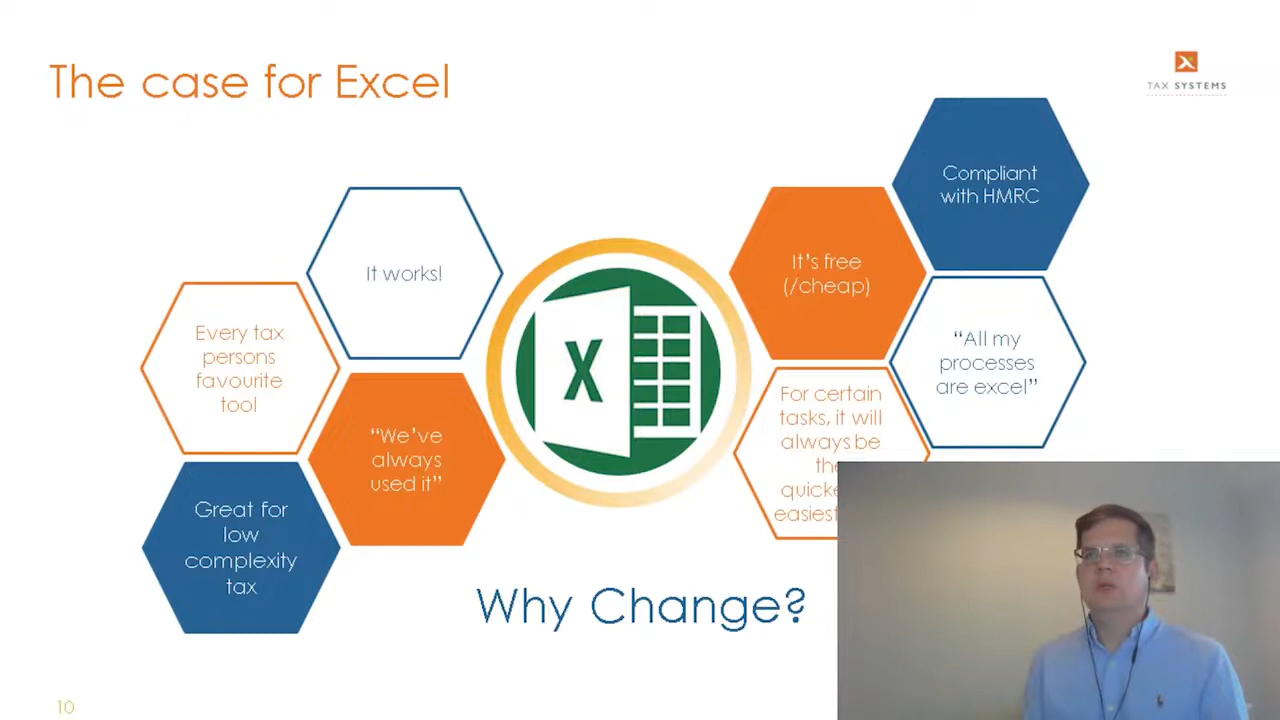 The case for Excel
TAX SYSTEMS
Compliant
with HMRC
It works!
It's free
(/cheap)
Every tax
persons
favourite
tool
"All my
processes
are excel"
"We've
always
used it"
For certain
tasks, it will
always be
Great for
low
complexity
tax
X
Why Change?
10